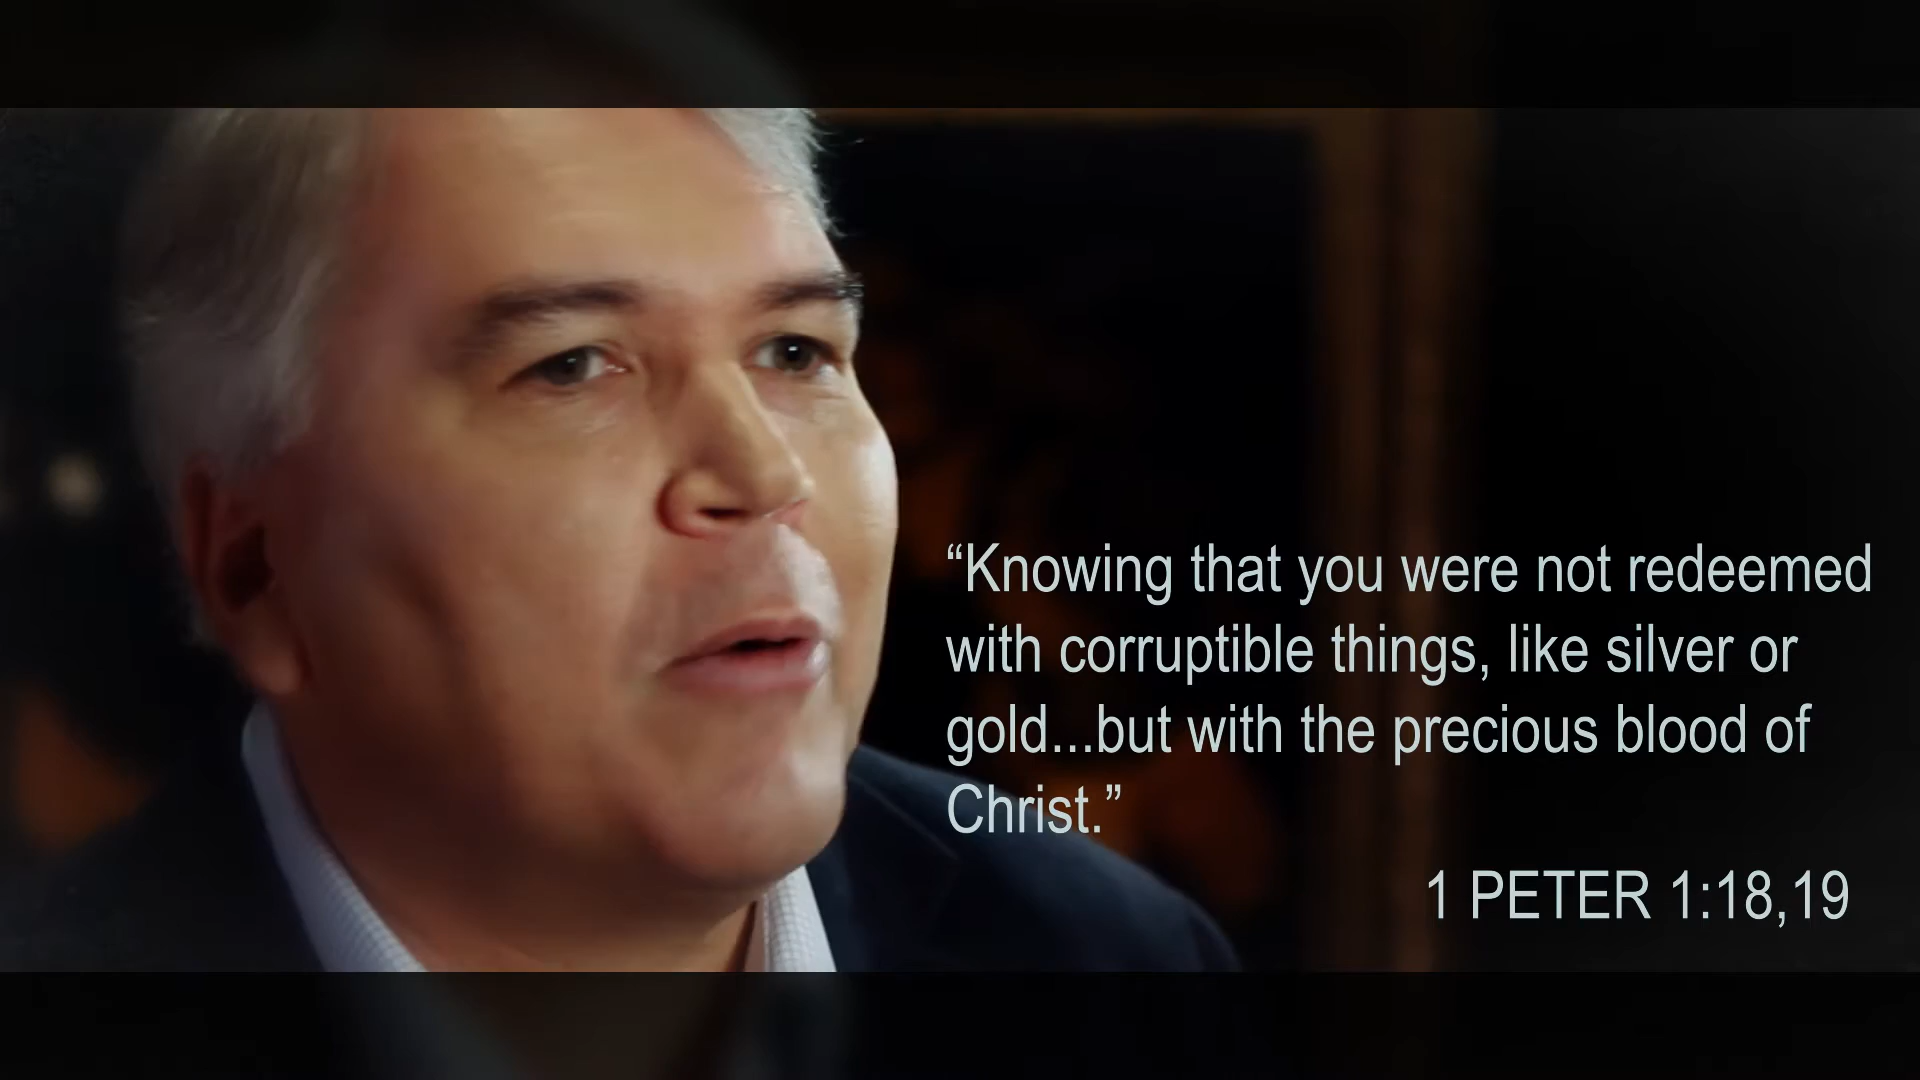 “Knowing that you were not redeemed
with corruptible things, like silver or
gold...but with the precious blood of
Christ.”
1 PETER 1:18,19